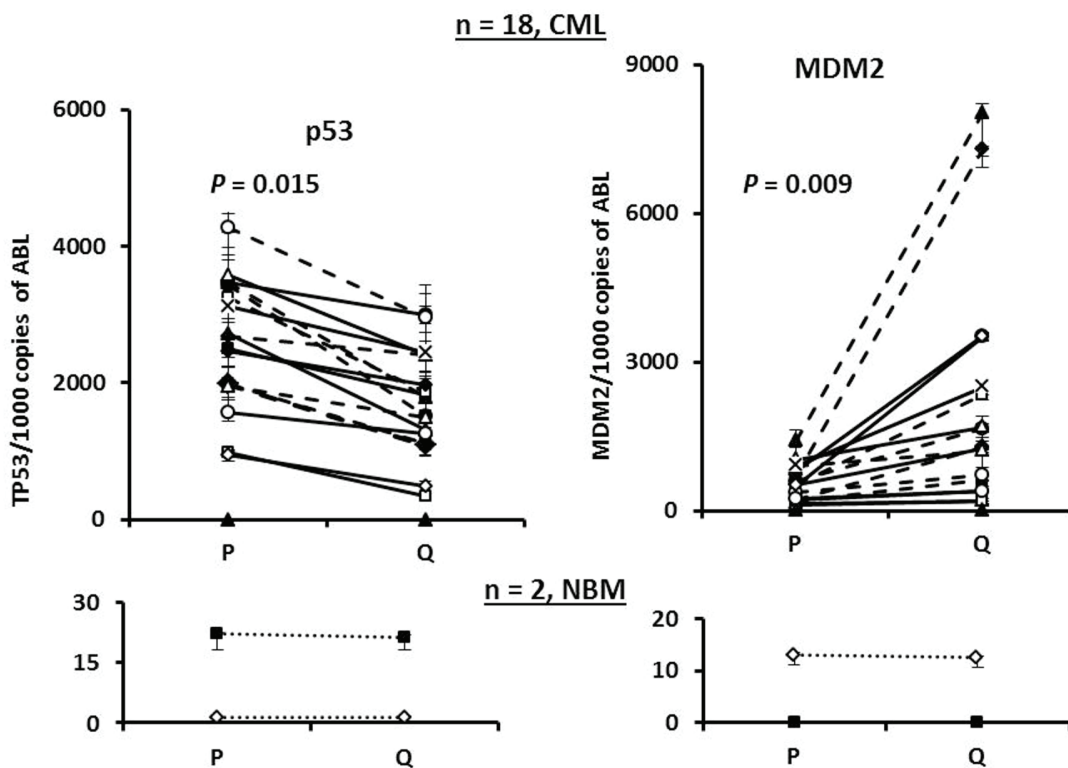 n = 18, CML
p53
P = 0.015
TP53/1000 copies of ABL
6000
4000
2000
0
P
Q
MDM2
P = 0.009
MDM2/1000 copies of ABL
9000
6000
3000
0
P
Q
n = 2, NBM
30
15
0
P
Q
20
10
0
P
Q